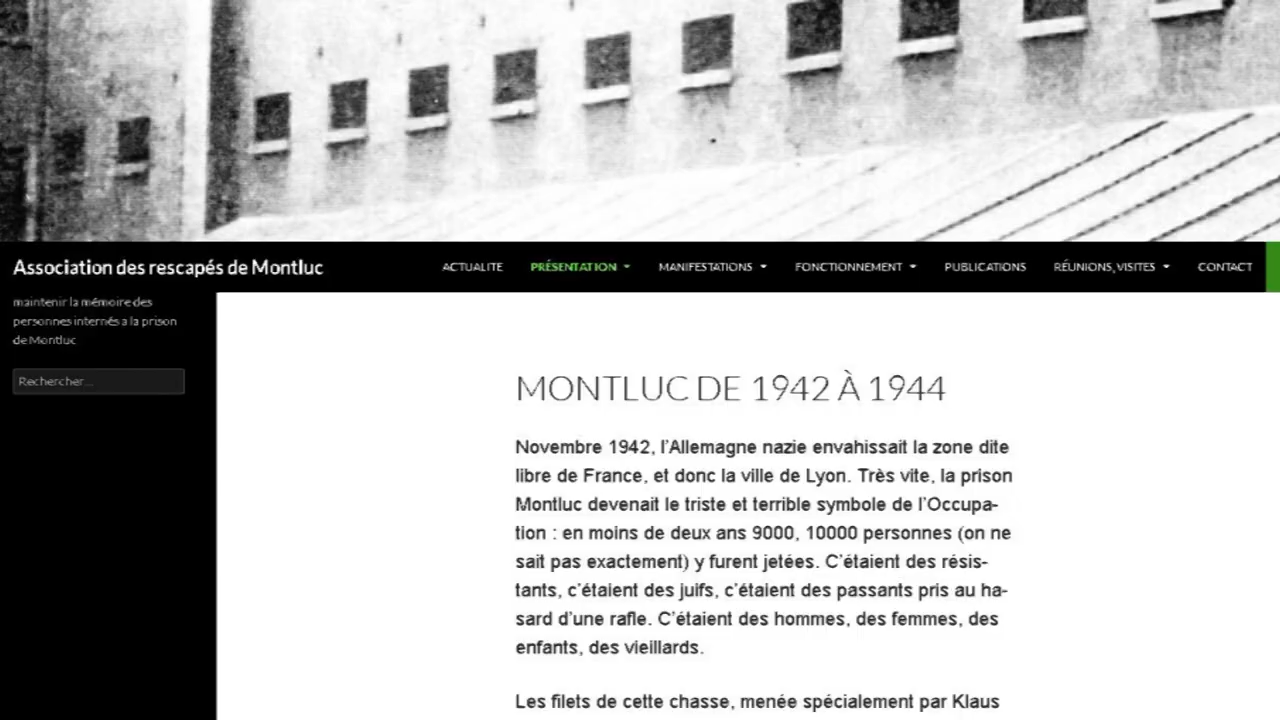 Association des rescapés de Montluc
ACTUALITE PRÉSENTATION MANIFESTATIONS FONCTIONNEMENT PUBLICATIONS RÉUNIONS, VISITES CONTACT
maintenir la mémoire des
personnes internés a la prison
de Montluc
Rechercher…
MONTLUC DE 1942 À 1944
Novembre 1942, l’Allemagne nazie envahissait la zone dite
libre de France, et donc la ville de Lyon. Très vite, la prison
Montluc devenait le triste et terrible symbole de l’Occupa-
tion : en moins de deux ans 9000, 10000 personnes (on ne
sait pas exactement) y furent jetées. C’étaient des résis-
tants, c’étaient des juifs, c’étaient des passants pris au ha-
sard d’une rafle. C’étaient des hommes, des femmes, des
enfants, des vieillards.
Les filets de cette chasse, menée spécialement par Klaus